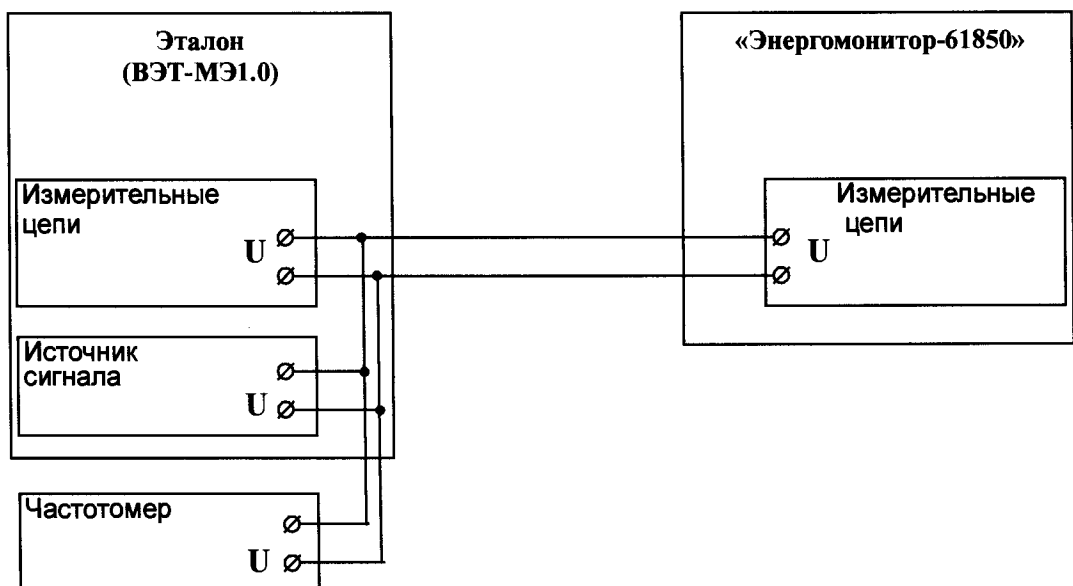 Эталон
(ВЭТ-МЭ1.0)
«Энергомонитор-61850»
Измерительные
цепи
U
Измерительные
цепи
U
Источник
сигнала
U
Частотомер
U